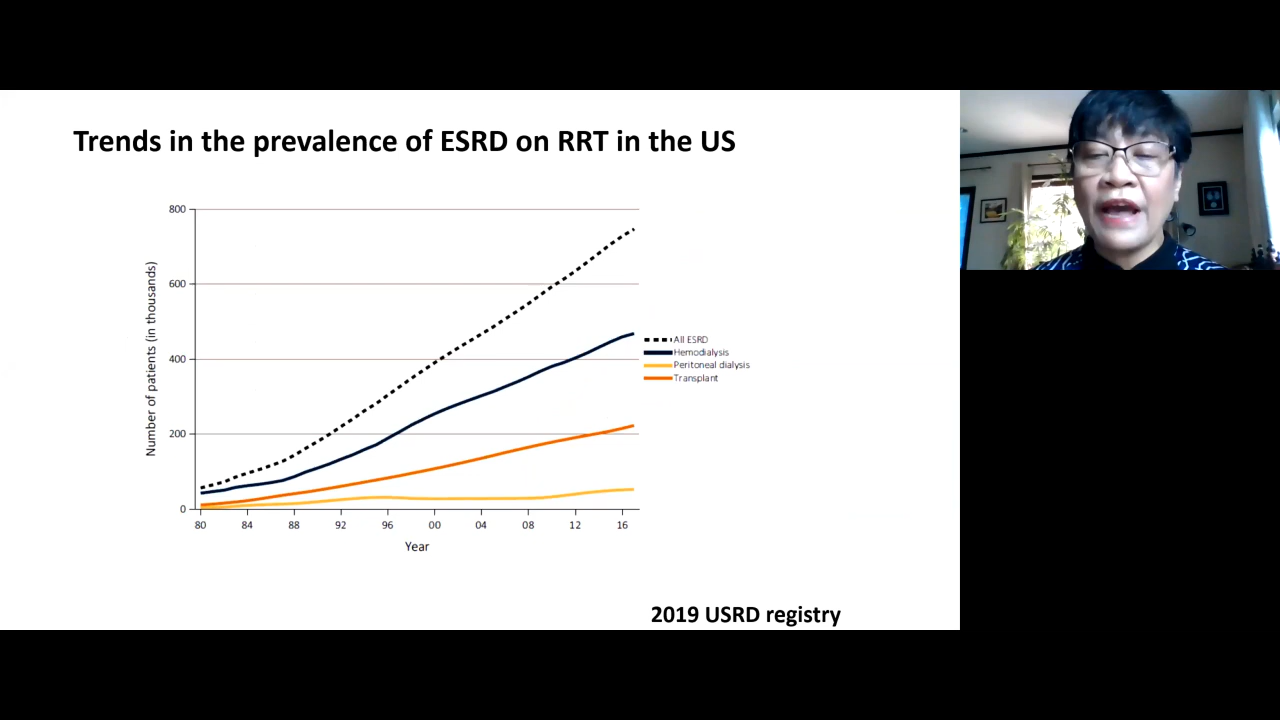 Trends in the prevalence of ESRD on RRT in the US
800
600
400
200
0
Number of patients (in thousands)
80 84 88 92 96 00 04 08 12 16
Year
All ESRD
Hemodialysis
Peritoneal dialysis
Transplant
2019 USRD registry